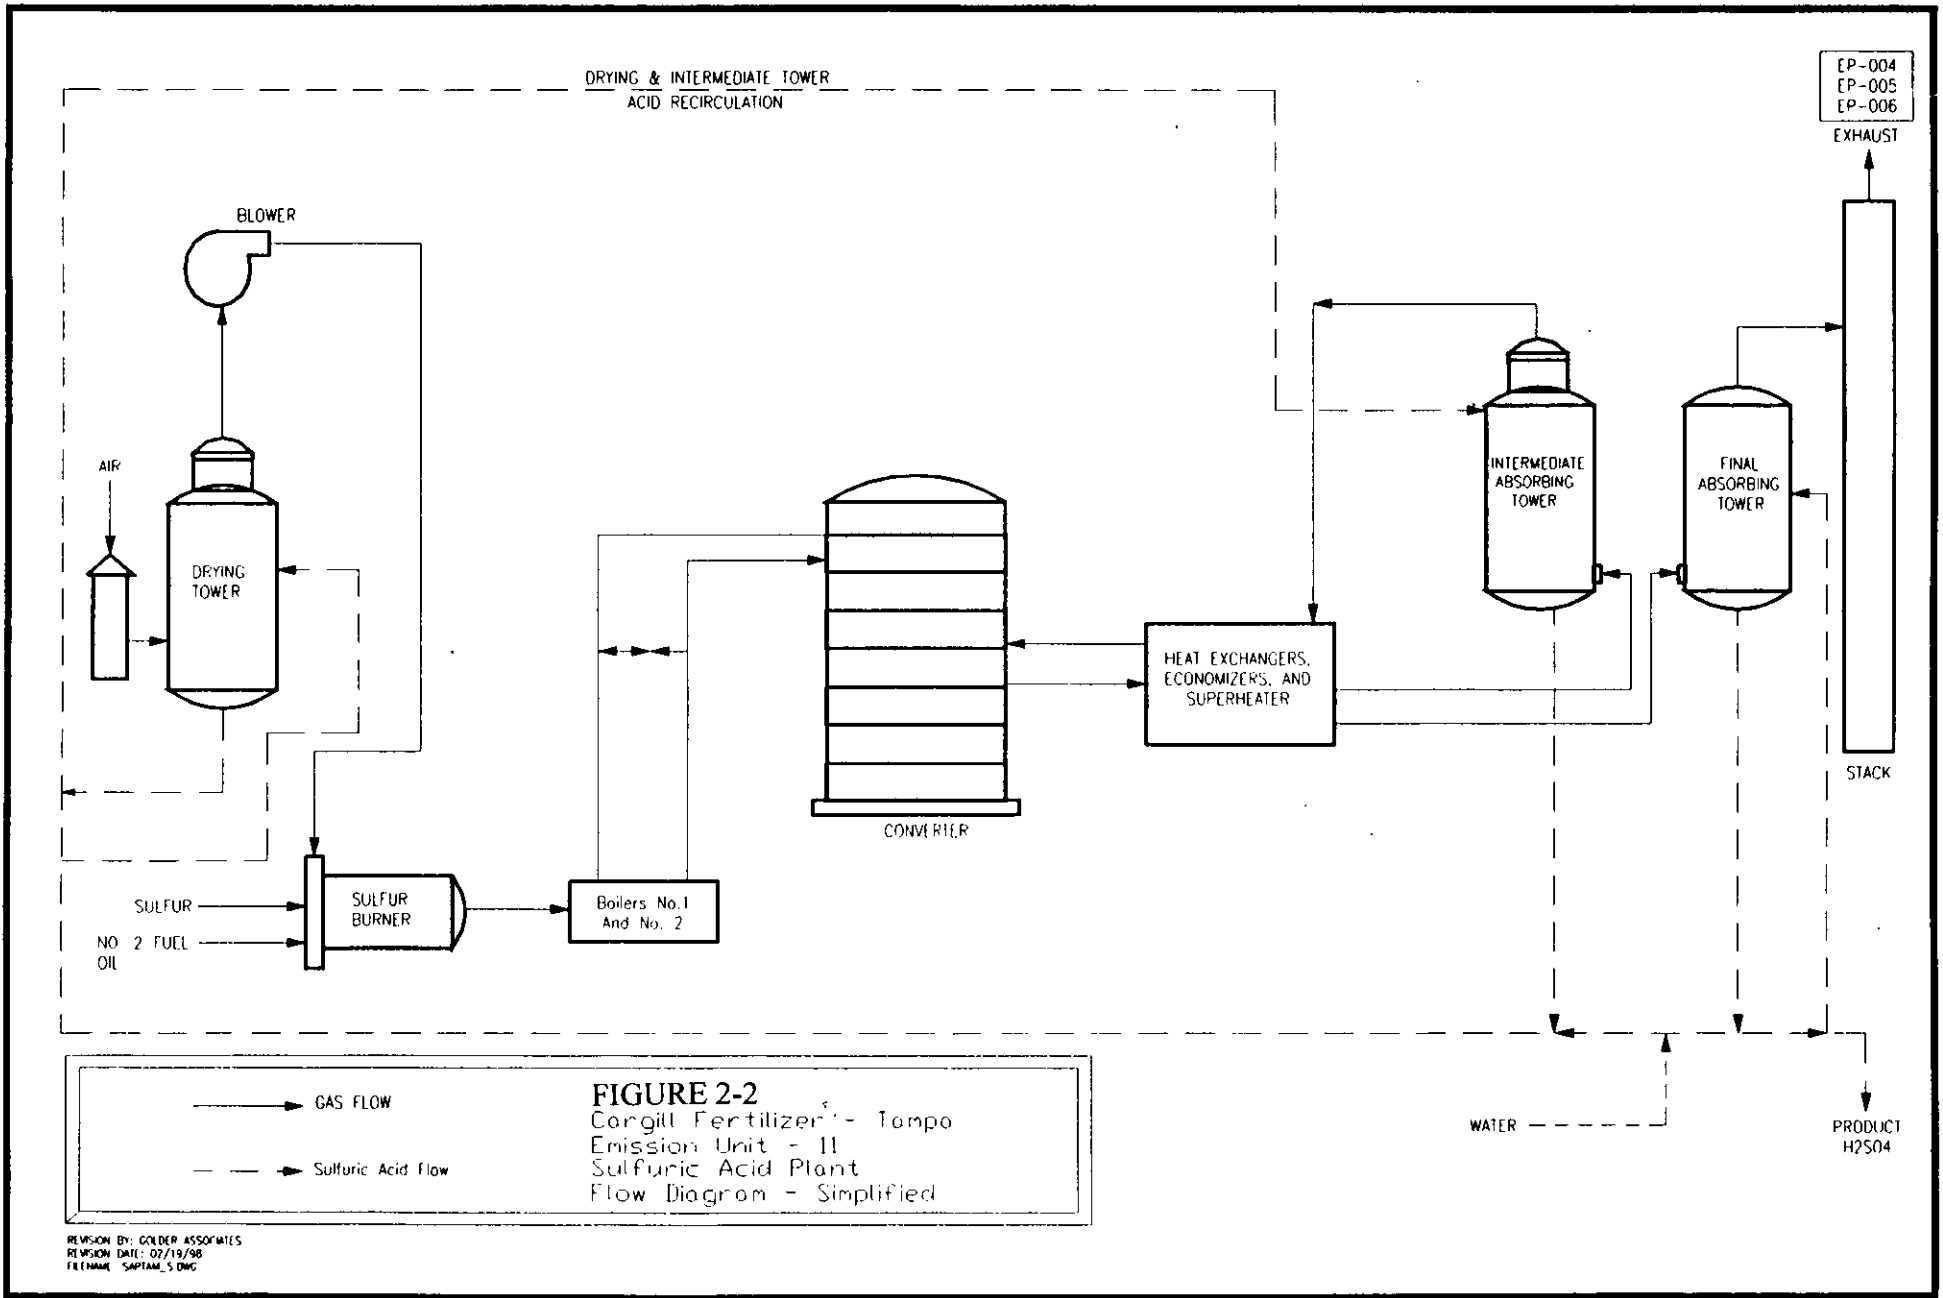 DRYING & INTERMEDIATE TOWER
ACID RECIRCULATION
EP-004
EP-005
EP-006
EXHAUST
BLOWER
AIR
DRYING
TOWER
INTERMEDIATE
ABSORBING
TOWER
FINAL
ABSORBING
TOWER
HEAT EXCHANGERS,
ECONOMIZERS, AND
SUPERHEATER
STACK
CONVERTER
SULFUR
NO 2 FUEL
OIL
SULFUR
BURNER
Boilers No.1
And No. 2
WATER
PRODUCT
H2SO4
GAS FLOW
Sulfuric Acid Flow
FIGURE 2-2
Cargill Fertilizer - Tampa
Emission Unit - 11
Sulfuric Acid Plant
Flow Diagram - Simplified
REVISION BY: GOLDER ASSOCIATES
REVISION DATE: 02/19/98
FILENAME SAPTAM_S.DWG